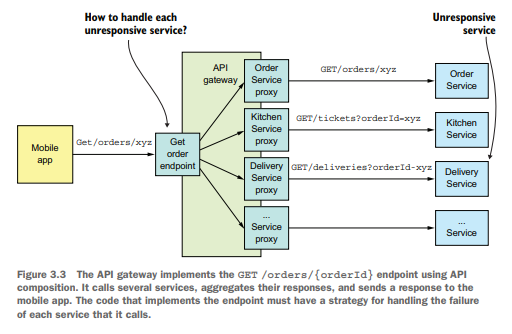 How to handle each
unresponsive service?
Unresponsive
service
API
gateway
Order
Service
proxy
GET/orders/xyz
Order
Service
Kitchen
Service
proxy
GET/tickets?orderId=xyz
Kitchen
Service
Mobile
app
Get/orders/xyz
Get
order
endpoint
Delivery
Service
proxy
GET/deliveries?orderId-xyz
Delivery
Service
...
Service
proxy
...
Service
Figure 3.3 The API gateway implements the GET /orders/{orderId} endpoint using API
composition. It calls several services, aggregates their responses, and sends a response to the
mobile app. The code that implements the endpoint must have a strategy for handling the failure
of each service that it calls.